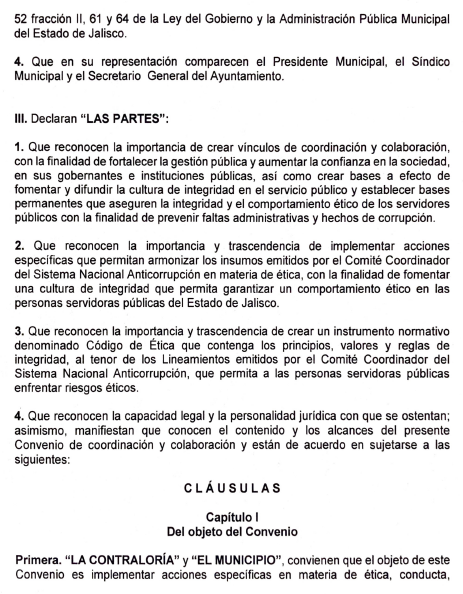 52 fracción II, 61 y 64 de la Ley del Gobierno y la Administración Pública Municipal
del Estado de Jalisco.
4. Que en su representación comparecen el Presidente Municipal, el Síndico
Municipal y el Secretario General del Ayuntamiento.
III. Declaran “LAS PARTES”:
1. Que reconocen la importancia de crear vínculos de coordinación y colaboración,
con la finalidad de fortalecer la gestión pública y aumentar la confianza en la sociedad,
en sus gobernantes e instituciones públicas, así como crear bases a efecto de
fomentar y difundir la cultura de integridad en el servicio público y establecer bases
permanentes que aseguren la integridad y el comportamiento ético de los servidores
públicos con la finalidad de prevenir faltas administrativas y hechos de corrupción.
2. Que reconocen la importancia y trascendencia de implementar acciones
específicas que permitan armonizar los insumos emitidos por el Comité Coordinador
del Sistema Nacional Anticorrupción en materia de ética, con la finalidad de fomentar
una cultura de integridad que permita garantizar un comportamiento ético en las
personas servidoras públicas del Estado de Jalisco.
3. Que reconocen la importancia y trascendencia de crear un instrumento normativo
denominado Código de Ética que contenga los principios, valores y reglas de
integridad, al tenor de los Lineamientos emitidos por el Comité Coordinador del
Sistema Nacional Anticorrupción, que permita a las personas servidoras públicas
enfrentar riesgos éticos.
4. Que reconocen la capacidad legal y la personalidad jurídica con que se ostentan;
asimismo, manifiestan que conocen el contenido y los alcances del presente
Convenio de coordinación y colaboración y están de acuerdo en sujetarse a las
siguientes:
C L Á U S U L A S
Capítulo I
Del objeto del Convenio
Primera. “LA CONTRALORÍA” y “EL MUNICIPIO”, convienen que el objeto de este
Convenio es implementar acciones específicas en materia de ética, conducta,